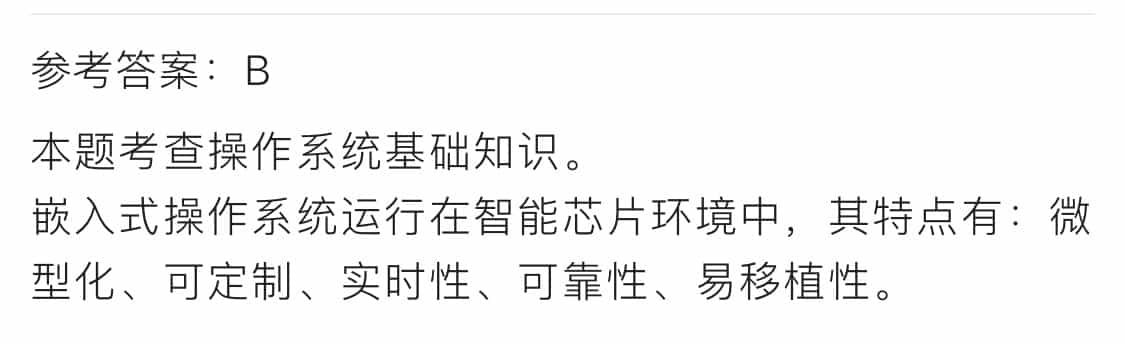 参考答案：B
本题考查操作系统基础知识。
嵌入式操作系统运行在智能芯片环境中，其特点有：微
型化、可定制、实时性、可靠性、易移植性。